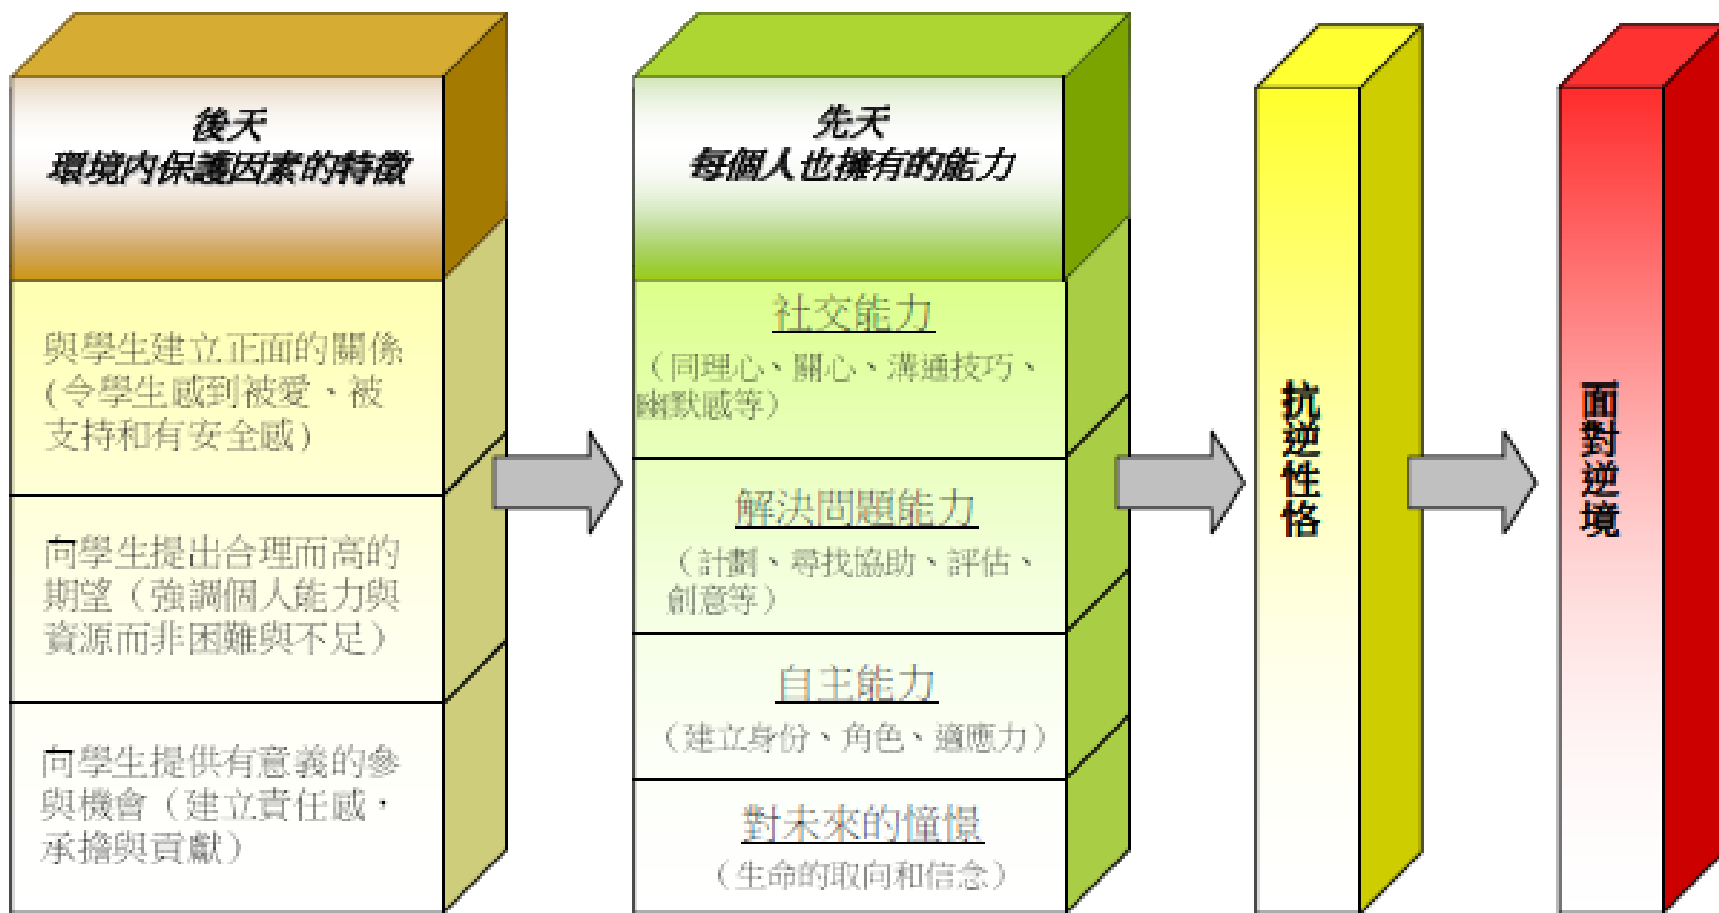 後天
環境內保護因素的特徵
與學生建立正面的關係
(令學生感到被愛、被
支持和有安全感)
向學生提出合理而高的
期望（強調個人能力與
資源而非困難與不足）
向學生提供有意義的參
與機會（建立責任感，
承擔與貢獻）
先天
每個人也擁有的能力
社交能力
（同理心、關心、溝通技巧、
幽默感等）
解決問題能力
（計劃、尋找協助、評估、
創意等）
自主能力
（建立身份、角色、適應力）
對未來的憧憬
（生命的取向和信念）
抗逆性恪
面對逆境